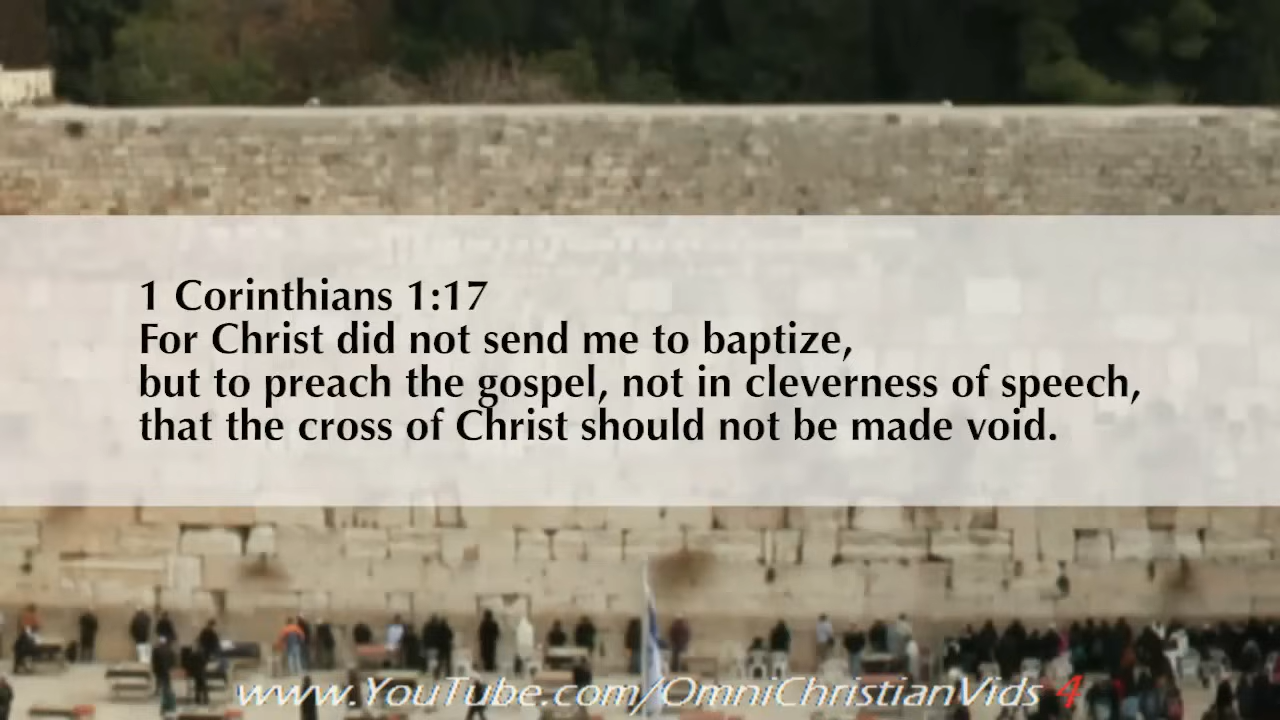 1 Corinthians 1:17
For Christ did not send me to baptize,
but to preach the gospel, not in cleverness of speech,
that the cross of Christ should not be made void.
www.YouTube.com/OmniChristianVids 4